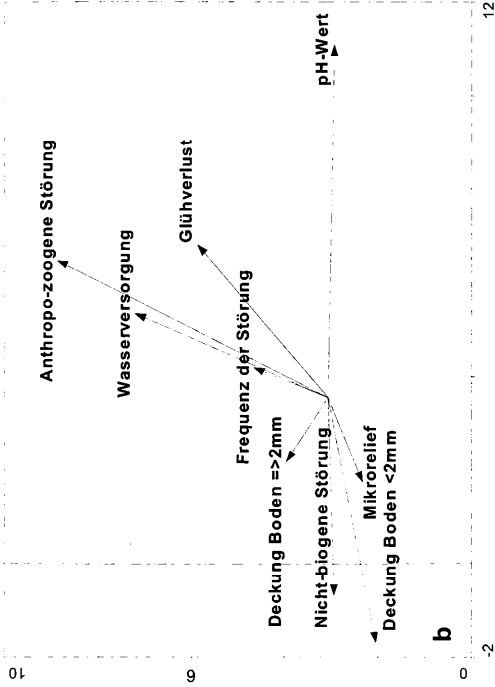 Anthropo-zoogene Störung
Wasserversorgung
Glühverlust
Frequenz der Störung
pH-Wert
Deckung Boden =>2mm
Nicht-biogene Störung
Mikrorelief
Deckung Boden <2mm
b
10
6
0
-2
12